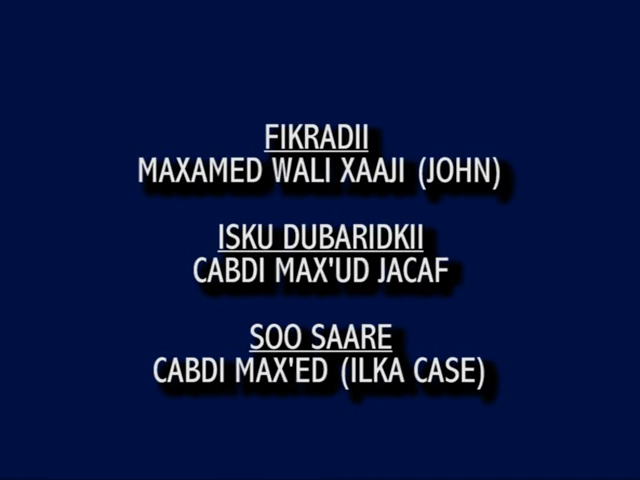 FIKRADII
MAXAMED WALI XAAJI (JOHN)
ISKU DUBARIDKII
CABDI MAX'UD JACAF
SOO SAARE
CABDI MAX'ED (ILKA CASE)